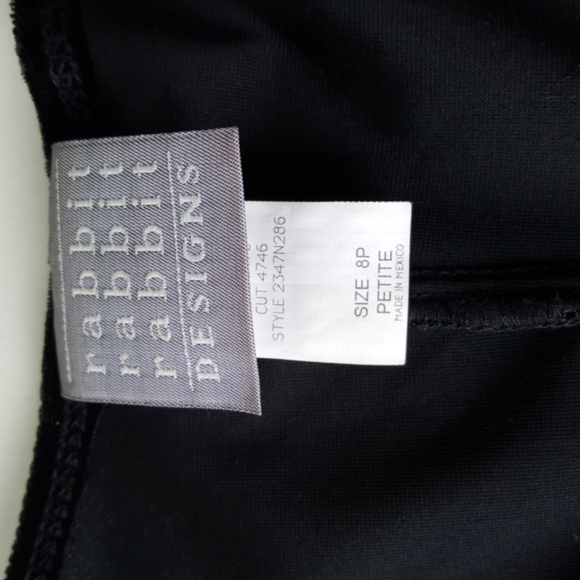 rabbit
rabbit
rabbit
DESIGNS
CUT 4746
STYLE 2347N286
SIZE 8P
PETITE
MADE IN MEXICO